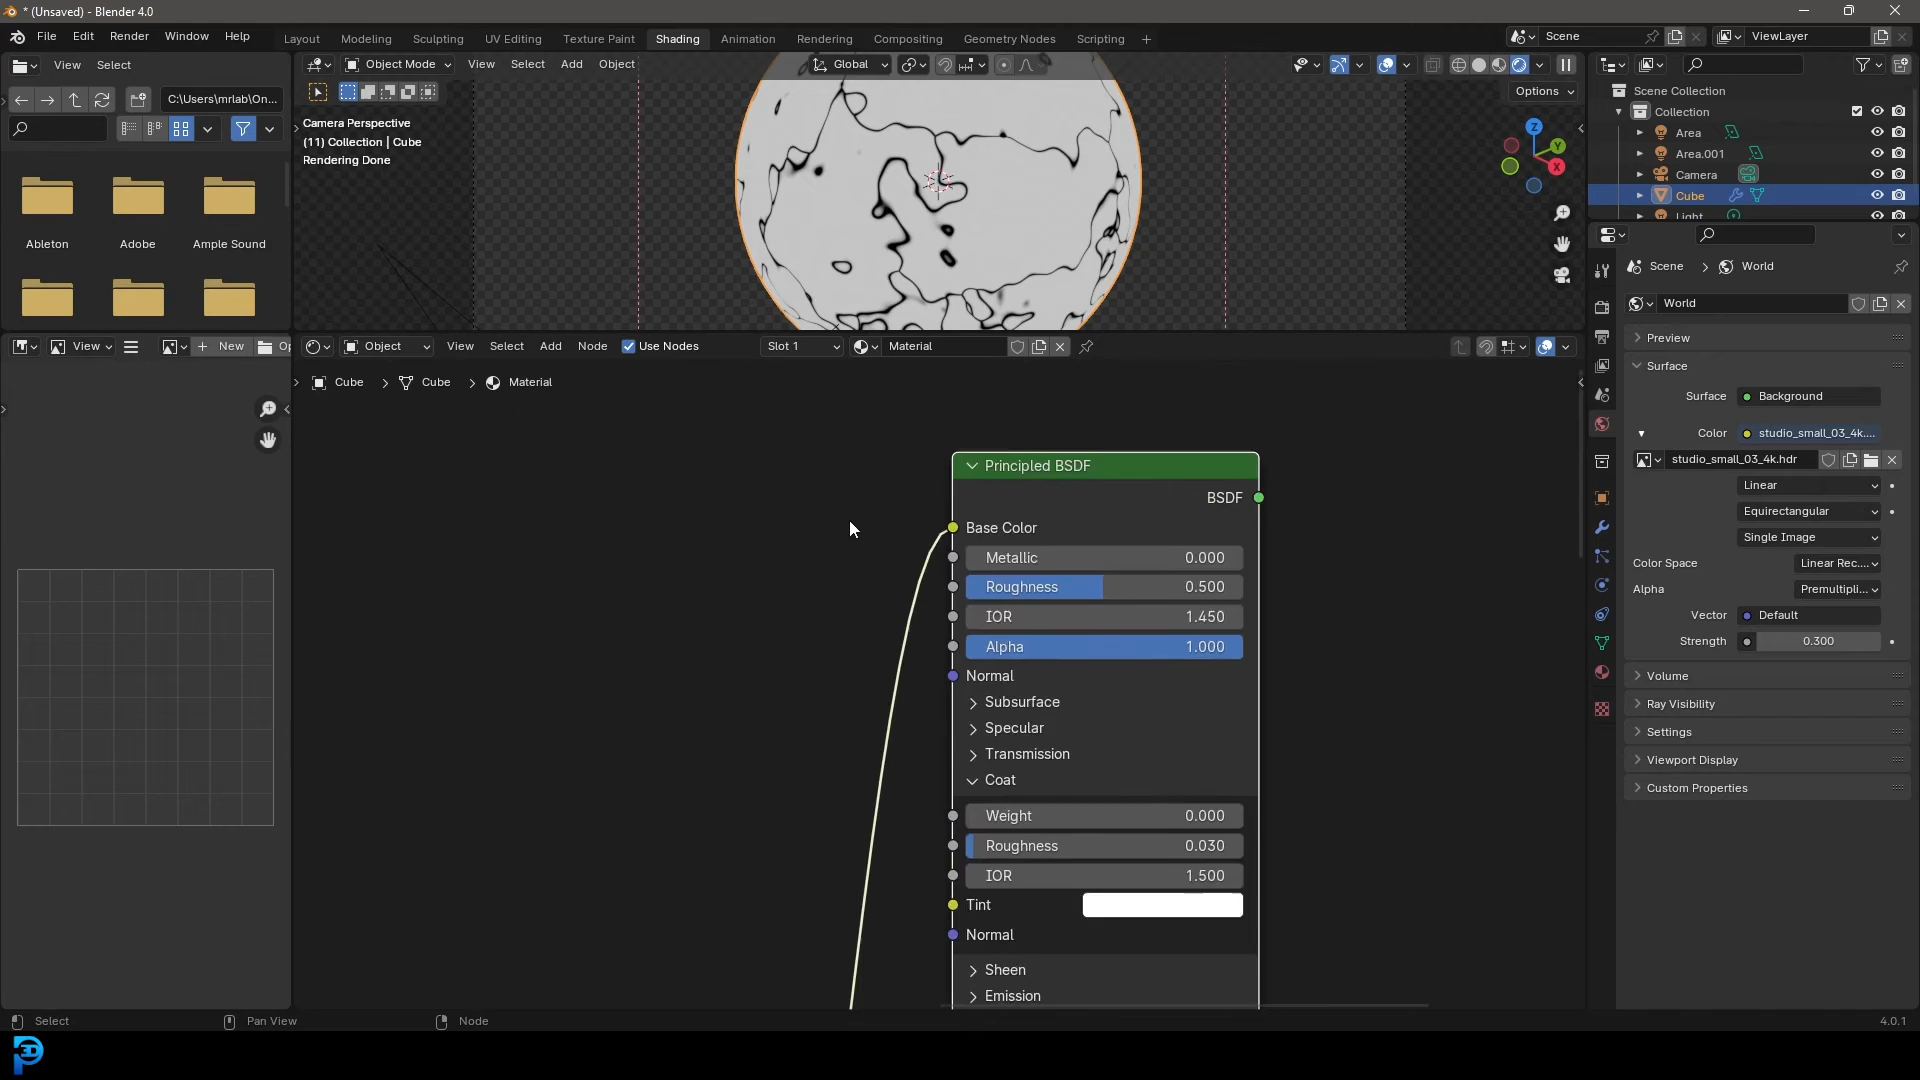 * (Unsaved) - Blender 4.0
File Edit Render Window Help Layout Modeling Sculpting UV Editing Texture Paint Shading Animation Rendering Compositing Geometry Nodes Scripting + Scene ViewLayer
View Select Object Mode View Select Add Object Global
C:\Users\mrlab\On... Options
Scene Collection
Collection
Area
Area.001
Camera
Cube
Light
Camera Perspective
(11) Collection | Cube
Rendering Done
Z
Y
X
Ableton Adobe Ample Sound
View + New Op
Object View Select Add Node Use Nodes Slot 1 Material
Cube > Cube > Material
Principled BSDF
BSDF
Base Color
Metallic 0.000
Roughness 0.500
IOR 1.450
Alpha 1.000
Normal
Subsurface
Specular
Transmission
Coat
Weight 0.000
Roughness 0.030
IOR 1.500
Tint
Normal
Sheen
Emission
Scene > World
World
Preview
Surface
Surface Background
Color studio_small_03_4k....
studio_small_03_4k.hdr
Linear
Equirectangular
Single Image
Color Space Linear Rec....
Alpha Premultipli...
Vector Default
Strength 0.300
Volume
Ray Visibility
Settings
Viewport Display
Custom Properties
Select Pan View Node 4.0.1
3D